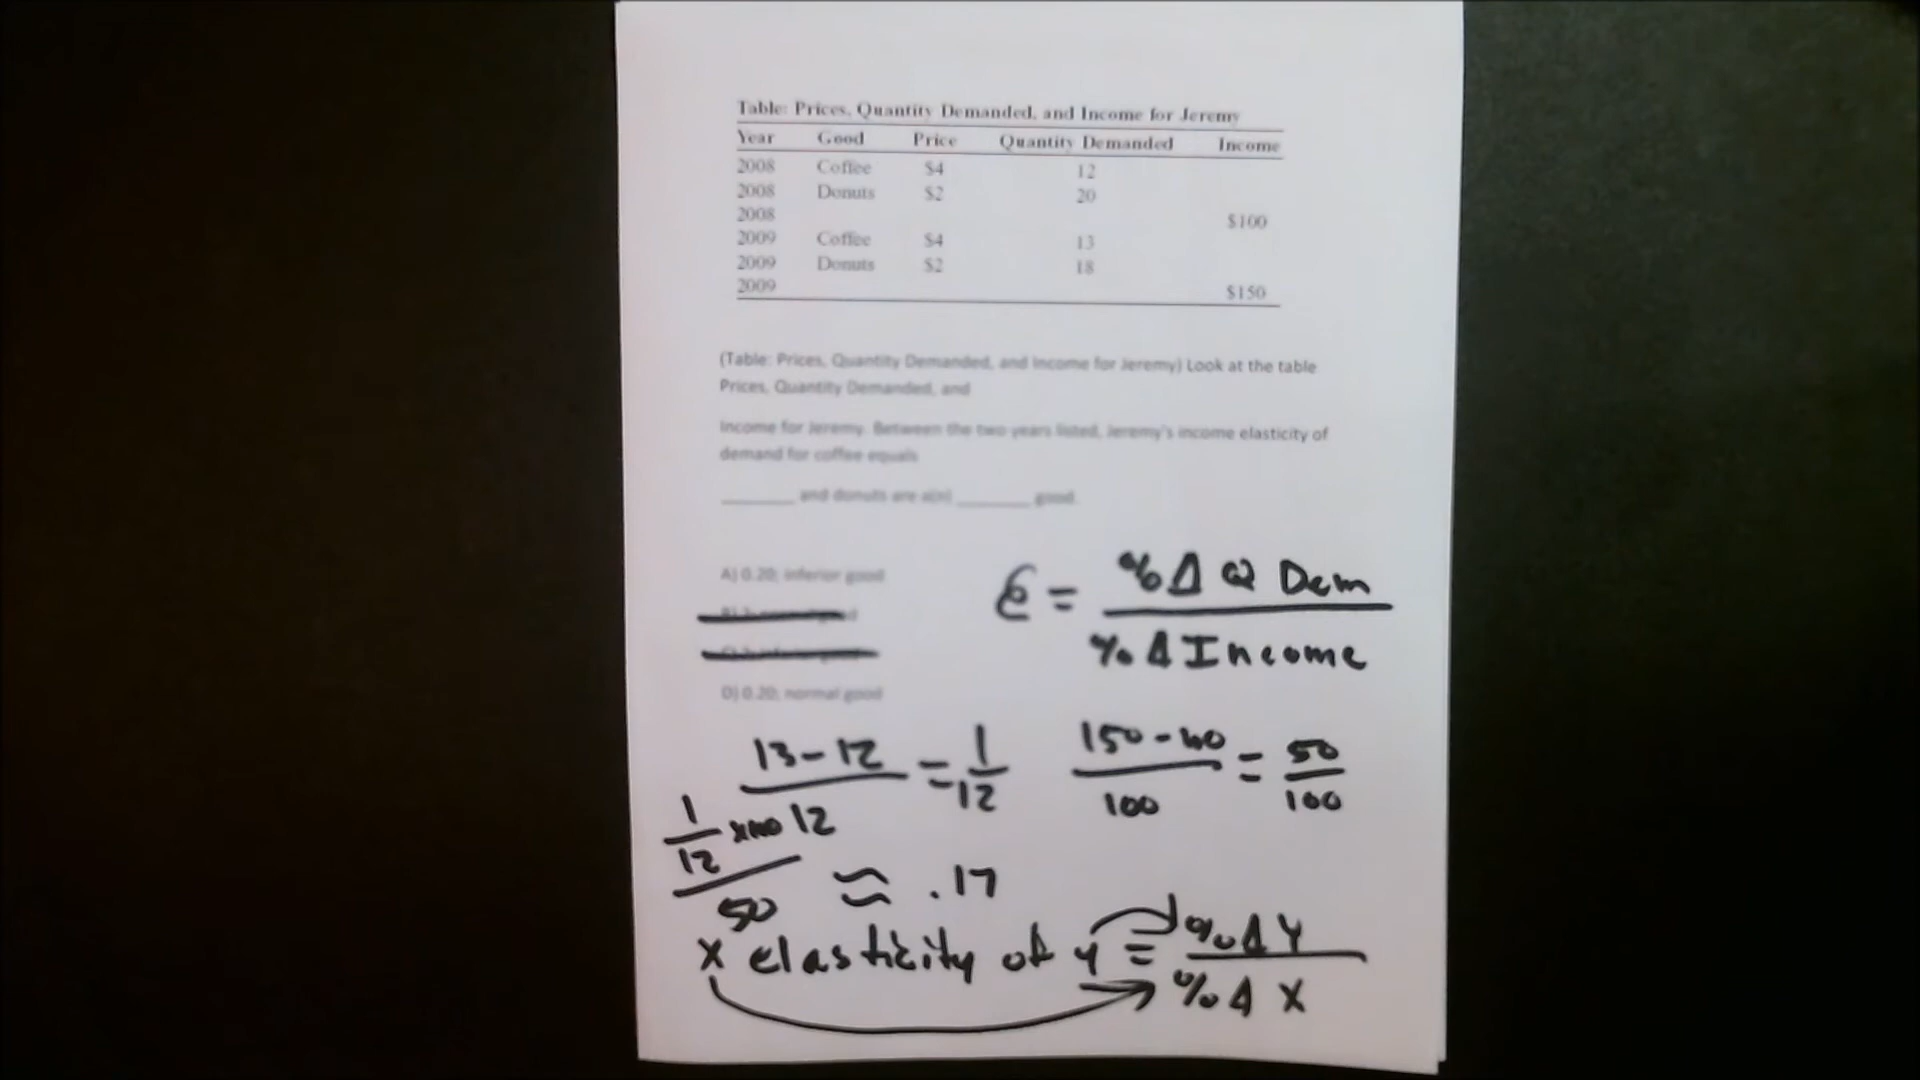 Table: Prices, Quantity Demanded, and Income for Jeremy
Year Good Price Quantity Demanded Income
2008 Coffee $4 12
2008 Donuts $2 20
2008 $100
2009 Coffee $4 13
2009 Donuts $2 18
2009 $150
(Table: Prices, Quantity Demanded, and Income for Jeremy) Look at the table
Prices, Quantity Demanded, and
Income for Jeremy. Between the two years listed, Jeremy's income elasticity of
demand for coffee equals
________ and donuts are a(n) ________ good.
A) 0.20; inferior good
D) 0.20; normal good
ε = %Δ Q Dem
%Δ Income
13-12 = 1
12 12
150- = 50
100 100
1
12
50 ≈ .17
x elasticity of y = %Δ Y
%Δ X